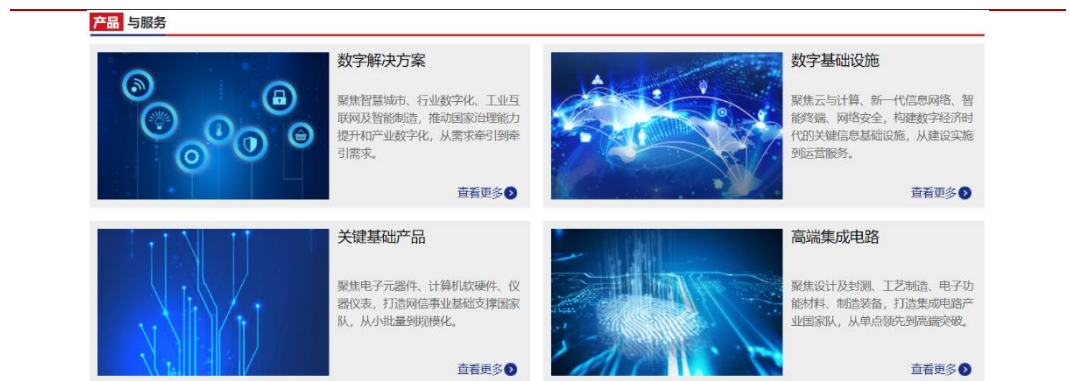 产品 与服务
数字解决方案
聚焦智慧城市、行业数字化、工业互
联网及智能制造，推动国家治理能力
提升和产业数字化，从需求牵引到牵
引需求。
查看更多
数字基础设施
聚焦云与计算、新一代信息网络、智
能终端、网络安全，构建数字经济时
代的关键信息基础设施，从建设实施
到运营服务。
查看更多
关键基础产品
聚焦电子元器件、计算机软硬件、仪
器仪表，打造网信事业基础支撑国家
队，从小批量到规模化。
查看更多
高端集成电路
聚焦设计及封测、工艺制造、电子功
能材料、制造装备，打造集成电路产
业国家队，从单点领先到高端突破。
查看更多